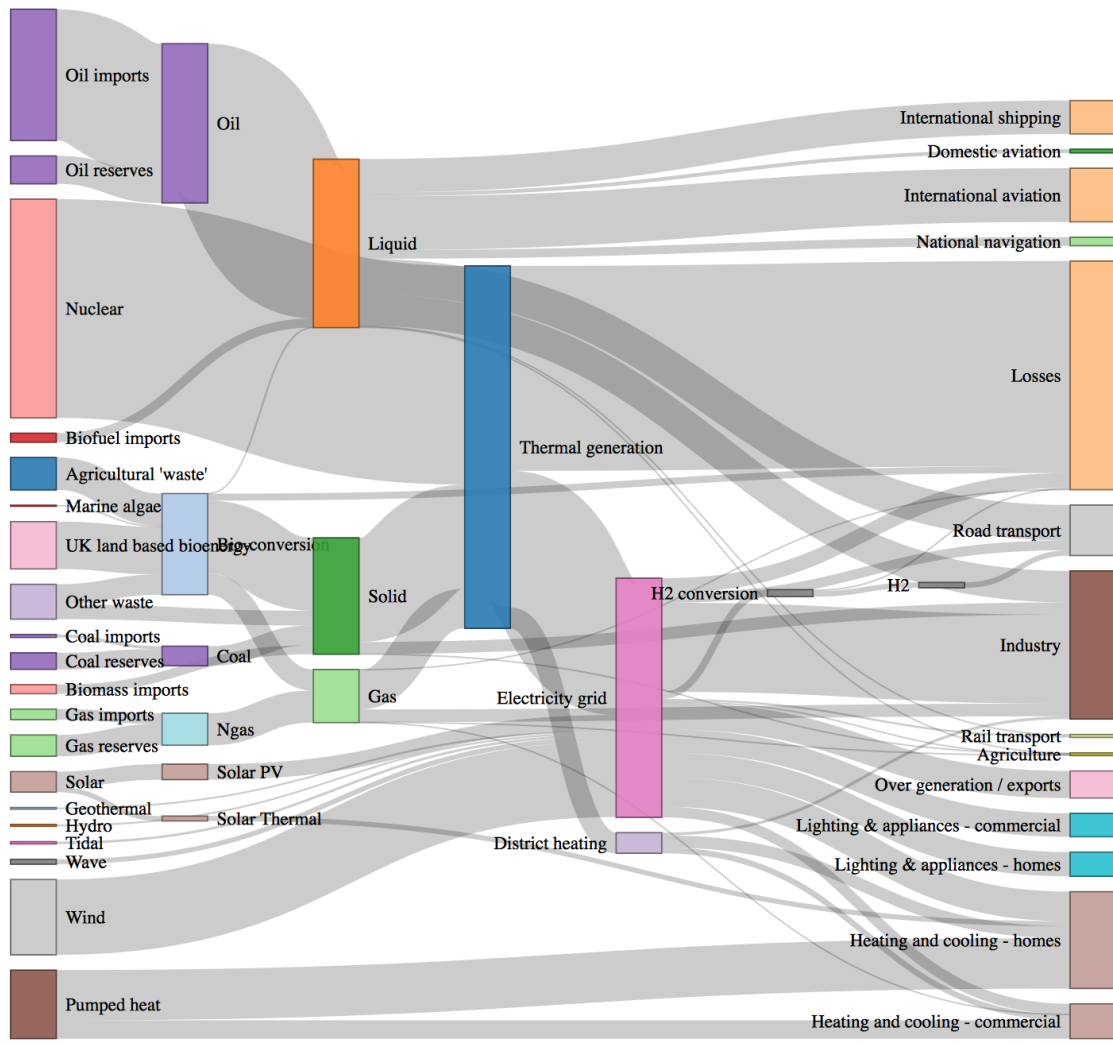 Oil imports
Oil reserves
Nuclear
Biofuel imports
Agricultural 'waste'
Marine algae
UK land based bioenergy
Other waste
Coal imports
Coal reserves
Biomass imports
Gas imports
Gas reserves
Solar
Geothermal
Hydro
Tidal
Wave
Wind
Pumped heat
Oil
Bio-conversion
Coal
Ngas
Solar PV
Solar Thermal
Liquid
Solid
Gas
Thermal generation
Electricity grid
District heating
H2 conversion
H2
International shipping
Domestic aviation
International aviation
National navigation
Losses
Road transport
Industry
Rail transport
Agriculture
Over generation / exports
Lighting & appliances - commercial
Lighting & appliances - homes
Heating and cooling - homes
Heating and cooling - commercial